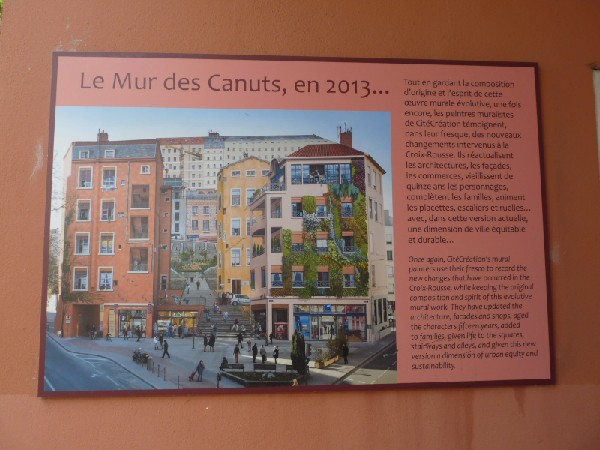 Le Mur des Canuts, en 2013...
Tout en gardant la composition
d'origine et l'esprit de cette
œuvre murale évolutive, une fois
encore, les peintres muralistes
de CitéCréation témoignent,
dans leur fresque, des nouveaux
changements intervenus à la
Croix-Rousse. Ils réactualisent
les architectures, les façades,
les commerces, vieillissent de
quinze ans les personnages,
complètent les familles, animent
les placettes, escaliers et ruelles...
avec, dans cette version actuelle,
une dimension de ville équitable
et durable...
Once again, CitéCréation's mural
painters use their fresco to record the
new changes that have occurred in the
Croix-Rousse, while keeping the original
composition and spirit of this evolutive
mural work. They have updated the
architecture, facades and shops, aged
the characters fifteen years, added
to families, given life to the squares,
stairways and alleys, and given this new
version a dimension of urban equity and
sustainability.